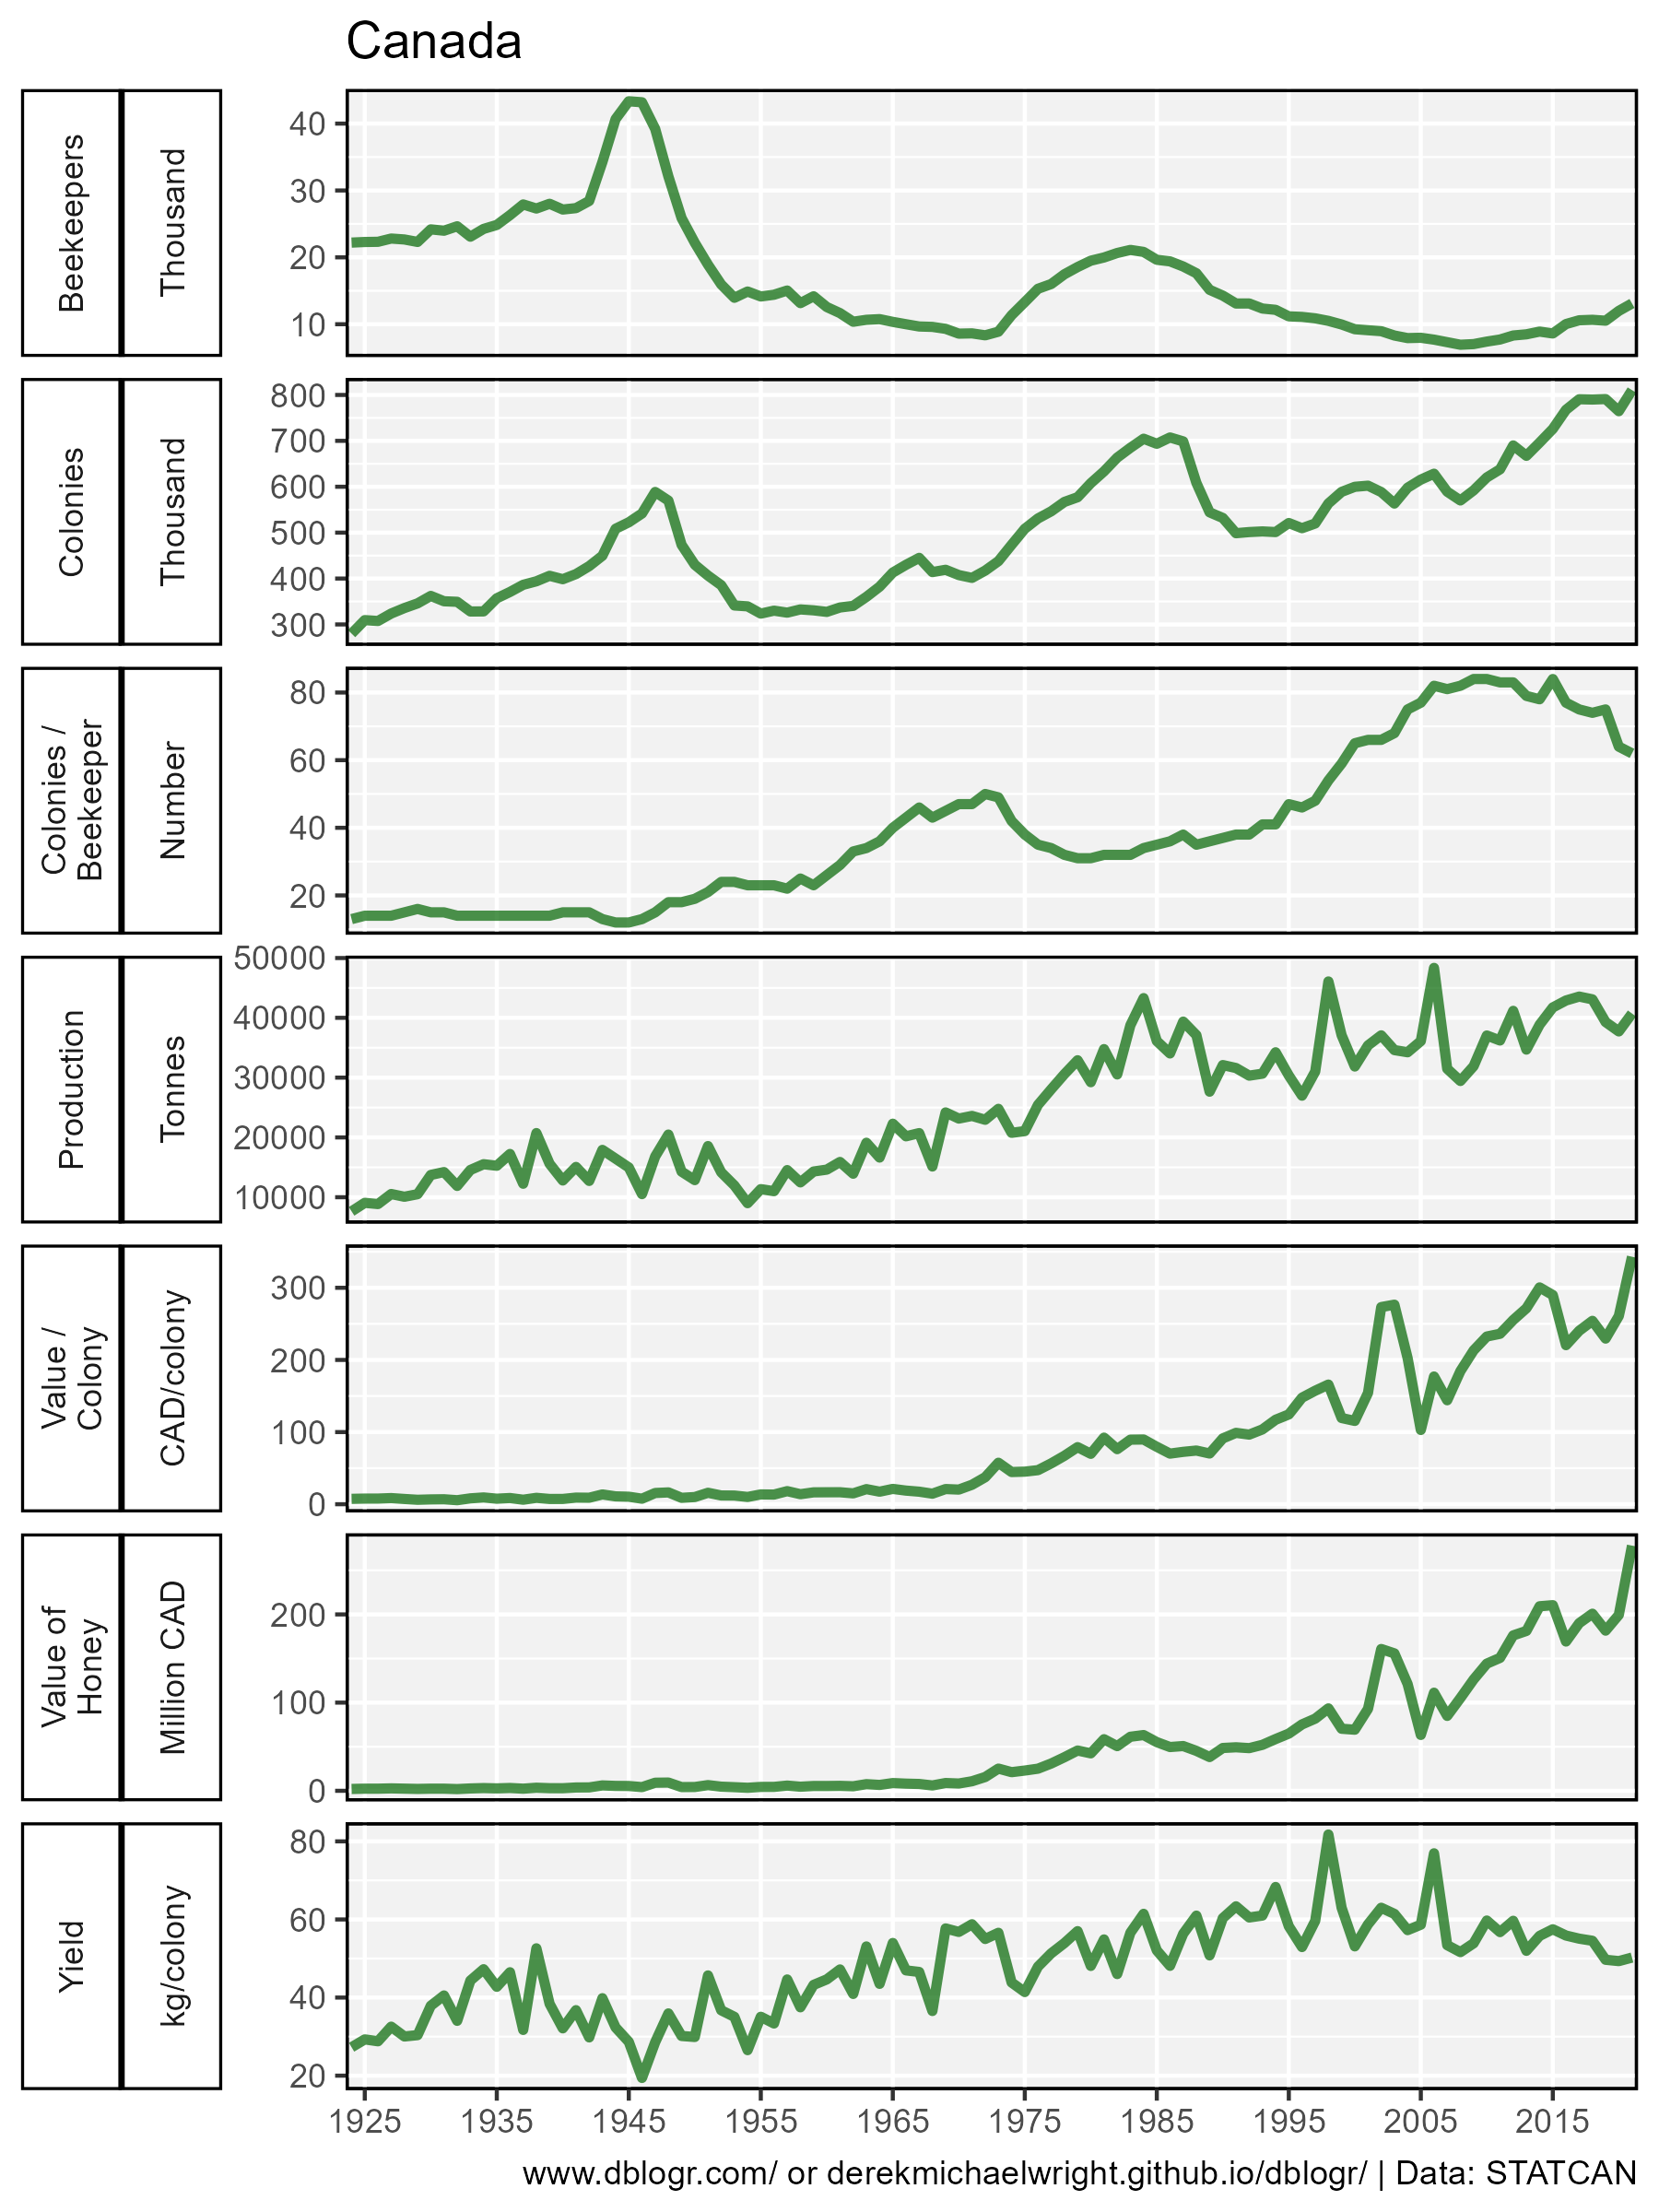 Canada
Beekeepers
Thousand
40
30
20
10
Colonies
Thousand
800
700
600
500
400
300
Colonies /
Beekeeper
Number
80
60
40
20
Production
Tonnes
50000
40000
30000
20000
10000
Value /
Colony
CAD/colony
300
200
100
0
Value of
Honey
Million CAD
200
100
0
Yield
kg/colony
80
60
40
20
1925 1935 1945 1955 1965 1975 1985 1995 2005 2015
www.dblogr.com/ or derekmichaelwright.github.io/dblogr/ | Data: STATCAN